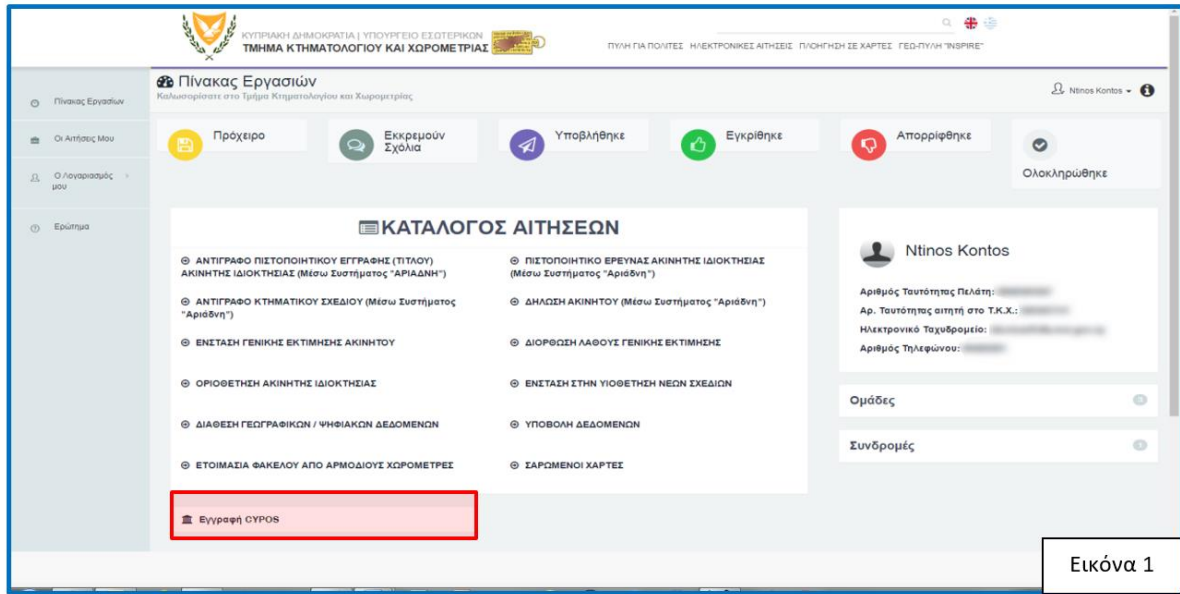 ΚΥΠΡΙΑΚΗ ΔΗΜΟΚΡΑΤΙΑ | ΥΠΟΥΡΓΕΙΟ ΕΣΩΤΕΡΙΚΩΝ
ΤΜΗΜΑ ΚΤΗΜΑΤΟΛΟΓΙΟΥ ΚΑΙ ΧΩΡΟΜΕΤΡΙΑΣ
ΠΥΛΗ ΓΙΑ ΠΟΛΙΤΕΣ ΗΛΕΚΤΡΟΝΙΚΕΣ ΑΙΤΗΣΕΙΣ ΠΛΟΗΓΗΣΗ ΣΕ ΧΑΡΤΕΣ ΓΕΩ-ΠΥΛΗ "INSPIRE"
Πίνακας Εργασιών
Οι Αιτήσεις Μου
Ο Λογαριασμός
μου
Ερώτημα
Πίνακας Εργασιών
Καλωσορίσατε στο Τμήμα Κτηματολογίου και Χωρομετρίας
Ntinos Kontos
Πρόχειρο
Εκκρεμούν
Σχόλια
Υποβλήθηκε
Εγκρίθηκε
Απορρίφθηκε
Ολοκληρώθηκε
ΚΑΤΑΛΟΓΟΣ ΑΙΤΗΣΕΩΝ
ΑΝΤΙΓΡΑΦΟ ΠΙΣΤΟΠΟΙΗΤΙΚΟΥ ΕΓΓΡΑΦΗΣ (ΤΙΤΛΟΥ)
ΑΚΙΝΗΤΗΣ ΙΔΙΟΚΤΗΣΙΑΣ (Μέσω Συστήματος "ΑΡΙΑΔΝΗ")
ΠΙΣΤΟΠΟΙΗΤΙΚΟ ΕΡΕΥΝΑΣ ΑΚΙΝΗΤΗΣ ΙΔΙΟΚΤΗΣΙΑΣ
(Μέσω Συστήματος "Αριάδνη")
ΑΝΤΙΓΡΑΦΟ ΚΤΗΜΑΤΙΚΟΥ ΣΧΕΔΙΟΥ (Μέσω Συστήματος
"Αριάδνη")
ΔΗΛΩΣΗ ΑΚΙΝΗΤΟΥ (Μέσω Συστήματος "Αριάδνη")
ΕΝΣΤΑΣΗ ΓΕΝΙΚΗΣ ΕΚΤΙΜΗΣΗΣ ΑΚΙΝΗΤΟΥ
ΔΙΟΡΘΩΣΗ ΛΑΘΟΥΣ ΓΕΝΙΚΗΣ ΕΚΤΙΜΗΣΗΣ
ΟΡΙΟΘΕΤΗΣΗ ΑΚΙΝΗΤΗΣ ΙΔΙΟΚΤΗΣΙΑΣ
ΕΝΣΤΑΣΗ ΣΤΗΝ ΥΙΟΘΕΤΗΣΗ ΝΕΩΝ ΣΧΕΔΙΩΝ
ΔΙΑΘΕΣΗ ΓΕΩΓΡΑΦΙΚΩΝ / ΨΗΦΙΑΚΩΝ ΔΕΔΟΜΕΝΩΝ
ΥΠΟΒΟΛΗ ΔΕΔΟΜΕΝΩΝ
ΕΤΟΙΜΑΣΙΑ ΦΑΚΕΛΟΥ ΑΠΟ ΑΡΜΟΔΙΟΥΣ ΧΩΡΟΜΕΤΡΕΣ
ΣΑΡΩΜΕΝΟΙ ΧΑΡΤΕΣ
Εγγραφή CYPOS
Ntinos Kontos
Αριθμός Ταυτότητας Πελάτη:
Αρ. Ταυτότητας αιτητή στο Τ.Κ.Χ.:
Ηλεκτρονικό Ταχυδρομείο:
Αριθμός Τηλεφώνου:
Ομάδες
Συνδρομές
Εικόνα 1